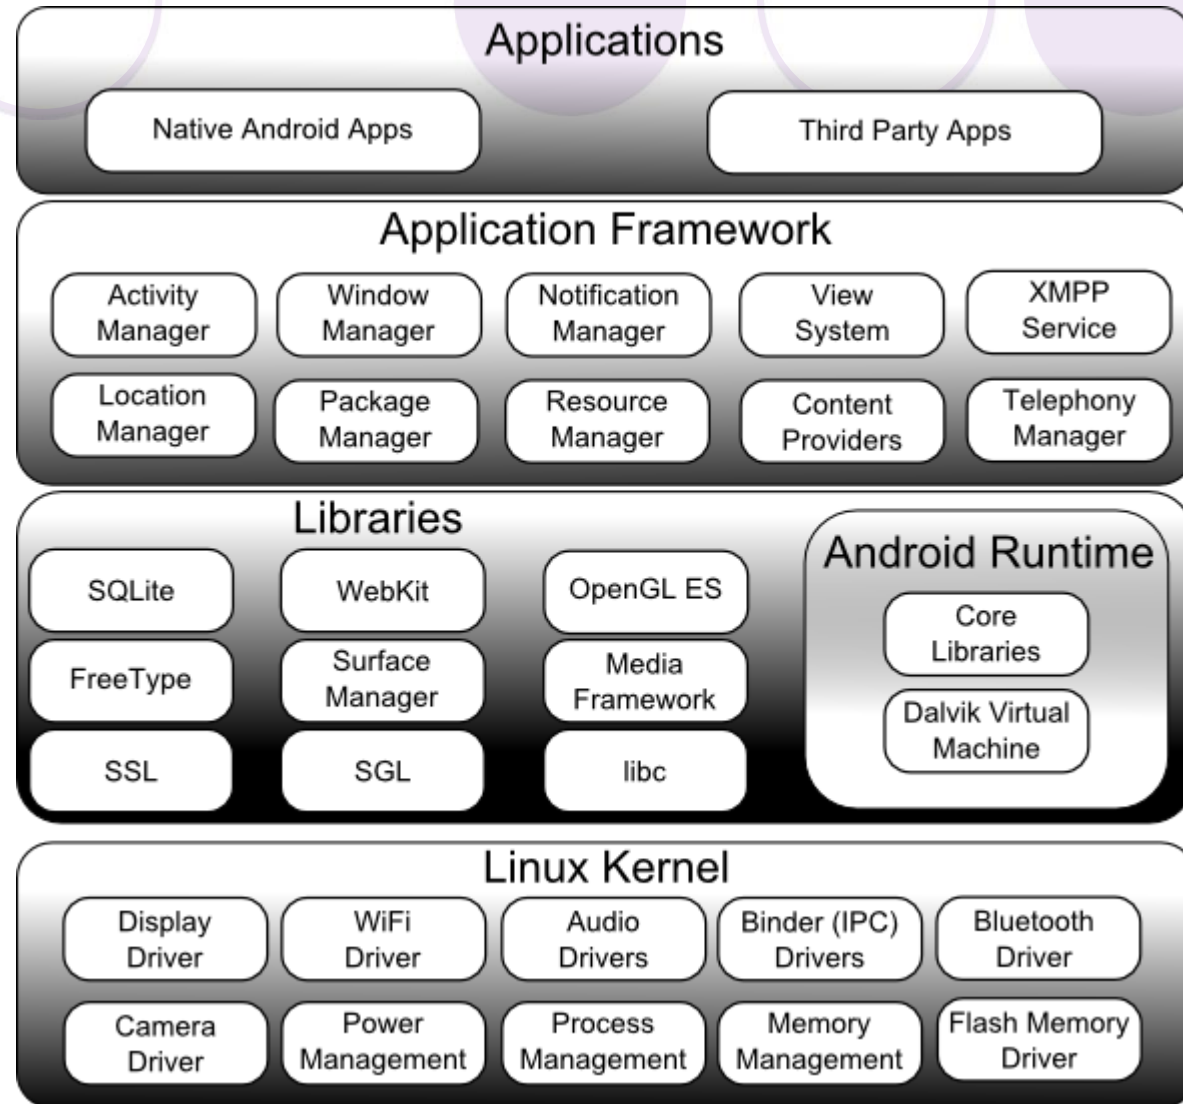 Applications
Native Android Apps
Third Party Apps
Application Framework
Activity
Manager
Window
Manager
Notification
Manager
View
System
XMPP
Service
Location
Manager
Package
Manager
Resource
Manager
Content
Providers
Telephony
Manager
Libraries
SQLite
WebKit
OpenGL ES
FreeType
Surface
Manager
Media
Framework
SSL
SGL
libc
Android Runtime
Core
Libraries
Dalvik Virtual
Machine
Linux Kernel
Display
Driver
WiFi
Driver
Audio
Drivers
Binder (IPC)
Drivers
Bluetooth
Driver
Camera
Driver
Power
Management
Process
Management
Memory
Management
Flash Memory
Driver